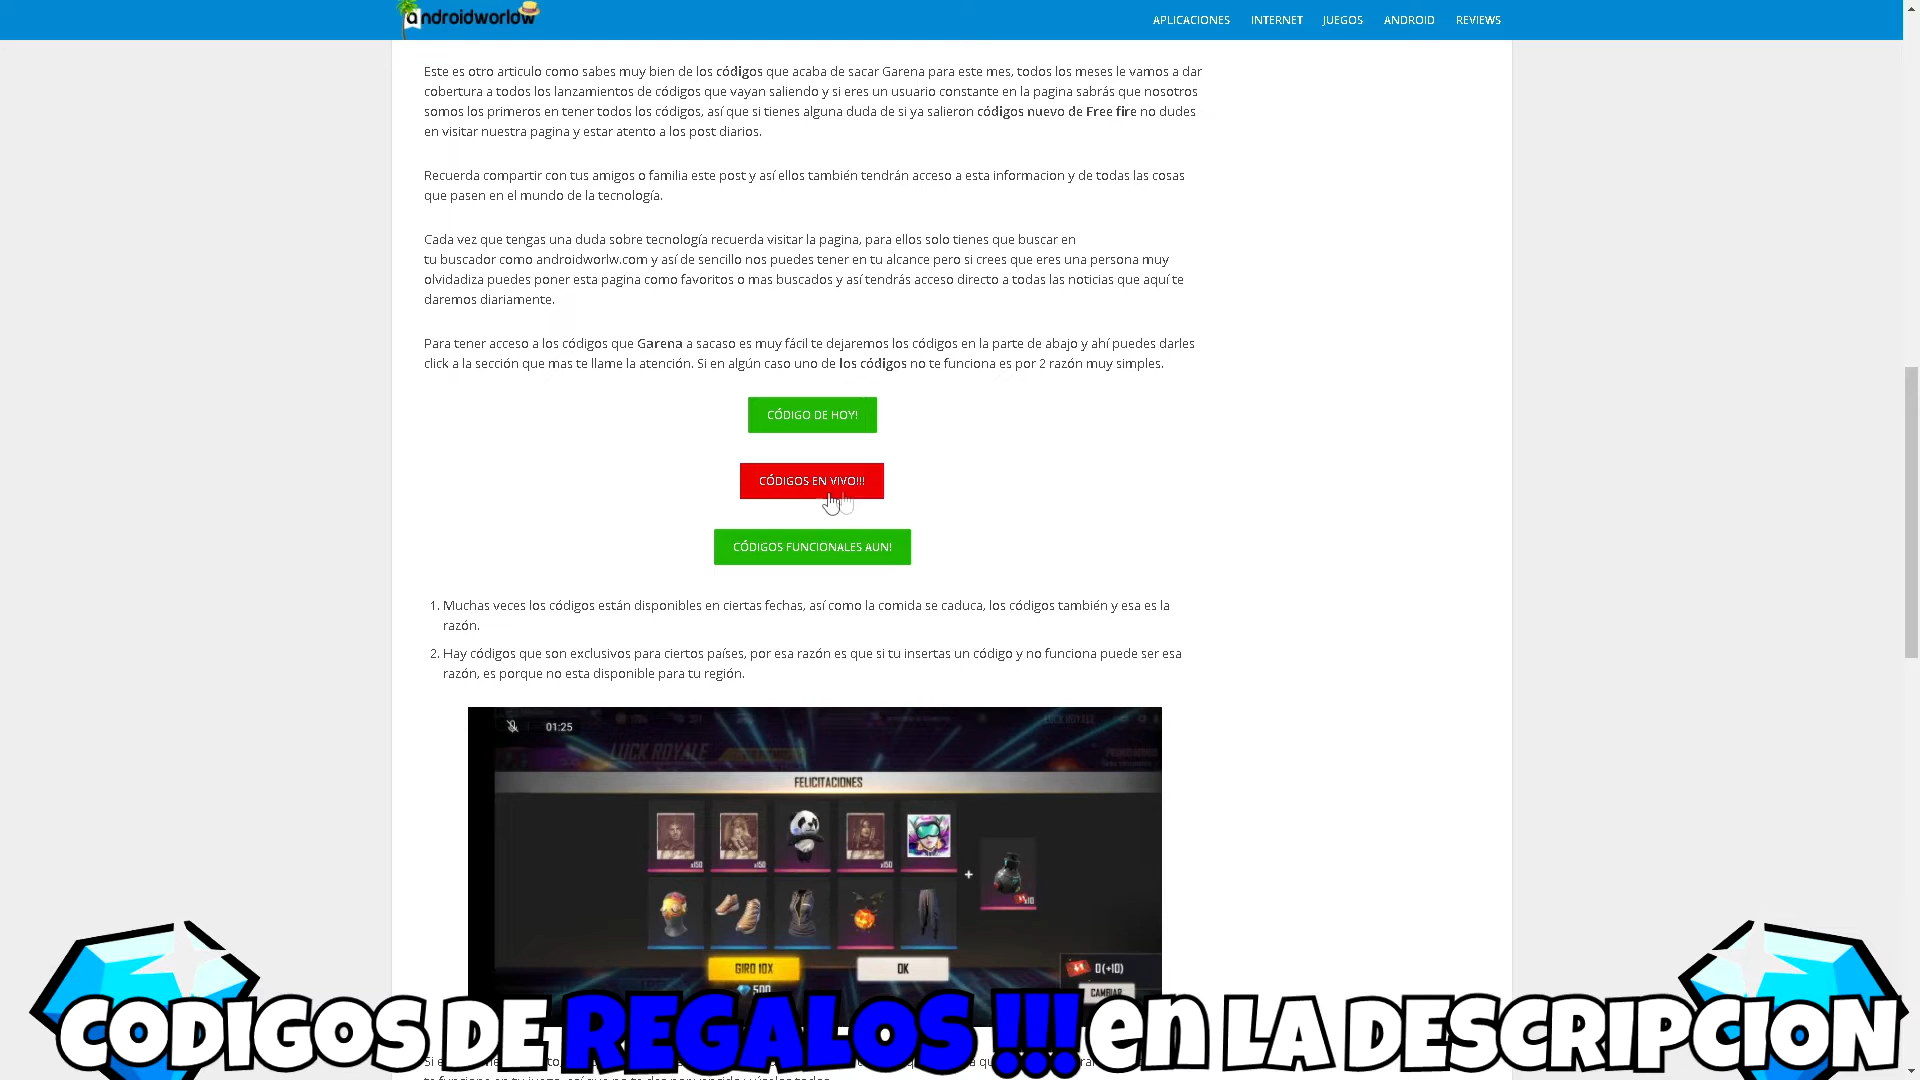 androidworldw
APLICACIONES INTERNET JUEGOS ANDROID REVIEWS
Este es otro articulo como sabes muy bien de los códigos que acaba de sacar Garena para este mes, todos los meses le vamos a dar
cobertura a todos los lanzamientos de códigos que vayan saliendo y si eres un usuario constante en la pagina sabrás que nosotros
somos los primeros en tener todos los códigos, así que si tienes alguna duda de si ya salieron códigos nuevo de Free fire no dudes
en visitar nuestra pagina y estar atento a los post diarios.
Recuerda compartir con tus amigos o familia este post y así ellos también tendrán acceso a esta informacion y de todas las cosas
que pasen en el mundo de la tecnología.
Cada vez que tengas una duda sobre tecnología recuerda visitar la pagina, para ellos solo tienes que buscar en
tu buscador como androidworlw.com y así de sencillo nos puedes tener en tu alcance pero si crees que eres una persona muy
olvidadiza puedes poner esta pagina como favoritos o mas buscados y así tendrás acceso directo a todas las noticias que aquí te
daremos diariamente.
Para tener acceso a los códigos que Garena a sacaso es muy fácil te dejaremos los códigos en la parte de abajo y ahí puedes darles
click a la sección que mas te llame la atención. Si en algún caso uno de los códigos no te funciona es por 2 razón muy simples.
CÓDIGO DE HOY!
CÓDIGOS EN VIVO!!!
CÓDIGOS FUNCIONALES AUN!
1. Muchas veces los códigos están disponibles en ciertas fechas, así como la comida se caduca, los códigos también y esa es la
razón.
2. Hay códigos que son exclusivos para ciertos países, por esa razón es que si tu insertas un código y no funciona puede ser esa
razón, es porque no esta disponible para tu región.
01:25
LUCK ROYALE
FELICITACIONES
x150 x150 x150
x10
GIRO 10X OK
500
0(+10)
CAMBIAR
CODIGOS DE REGALOS !!! en LA DESCRIPCION